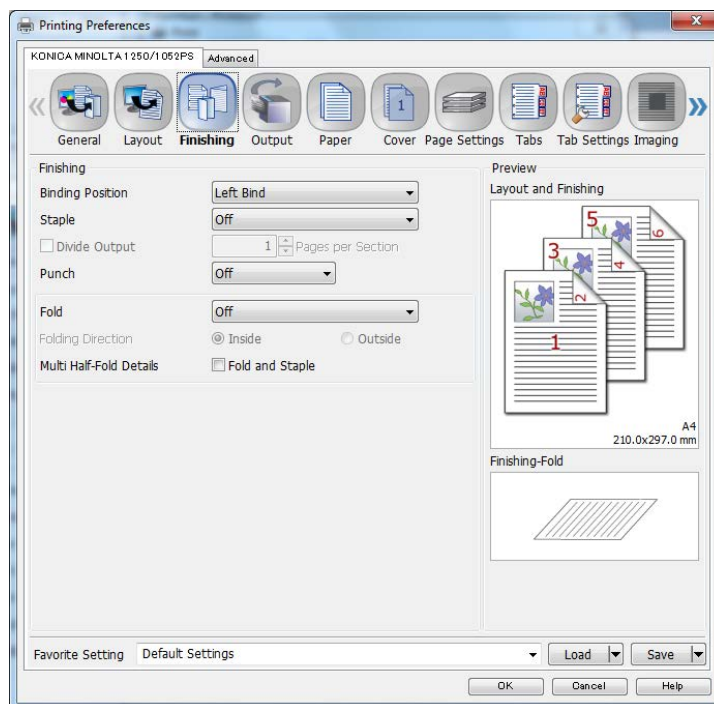 Printing Preferences
KONICA MINOLTA 1250/1052PS Advanced
General Layout Finishing Output Paper Cover Page Settings Tabs Tab Settings Imaging
Finishing
Binding Position Left Bind
Staple Off
Divide Output 1 Pages per Section
Punch Off
Fold Off
Folding Direction Inside Outside
Multi Half-Fold Details Fold and Staple
Preview
Layout and Finishing
5 6
3 4
2
1
A4
210.0x297.0 mm
Finishing-Fold
Favorite Setting Default Settings Load Save
OK Cancel Help